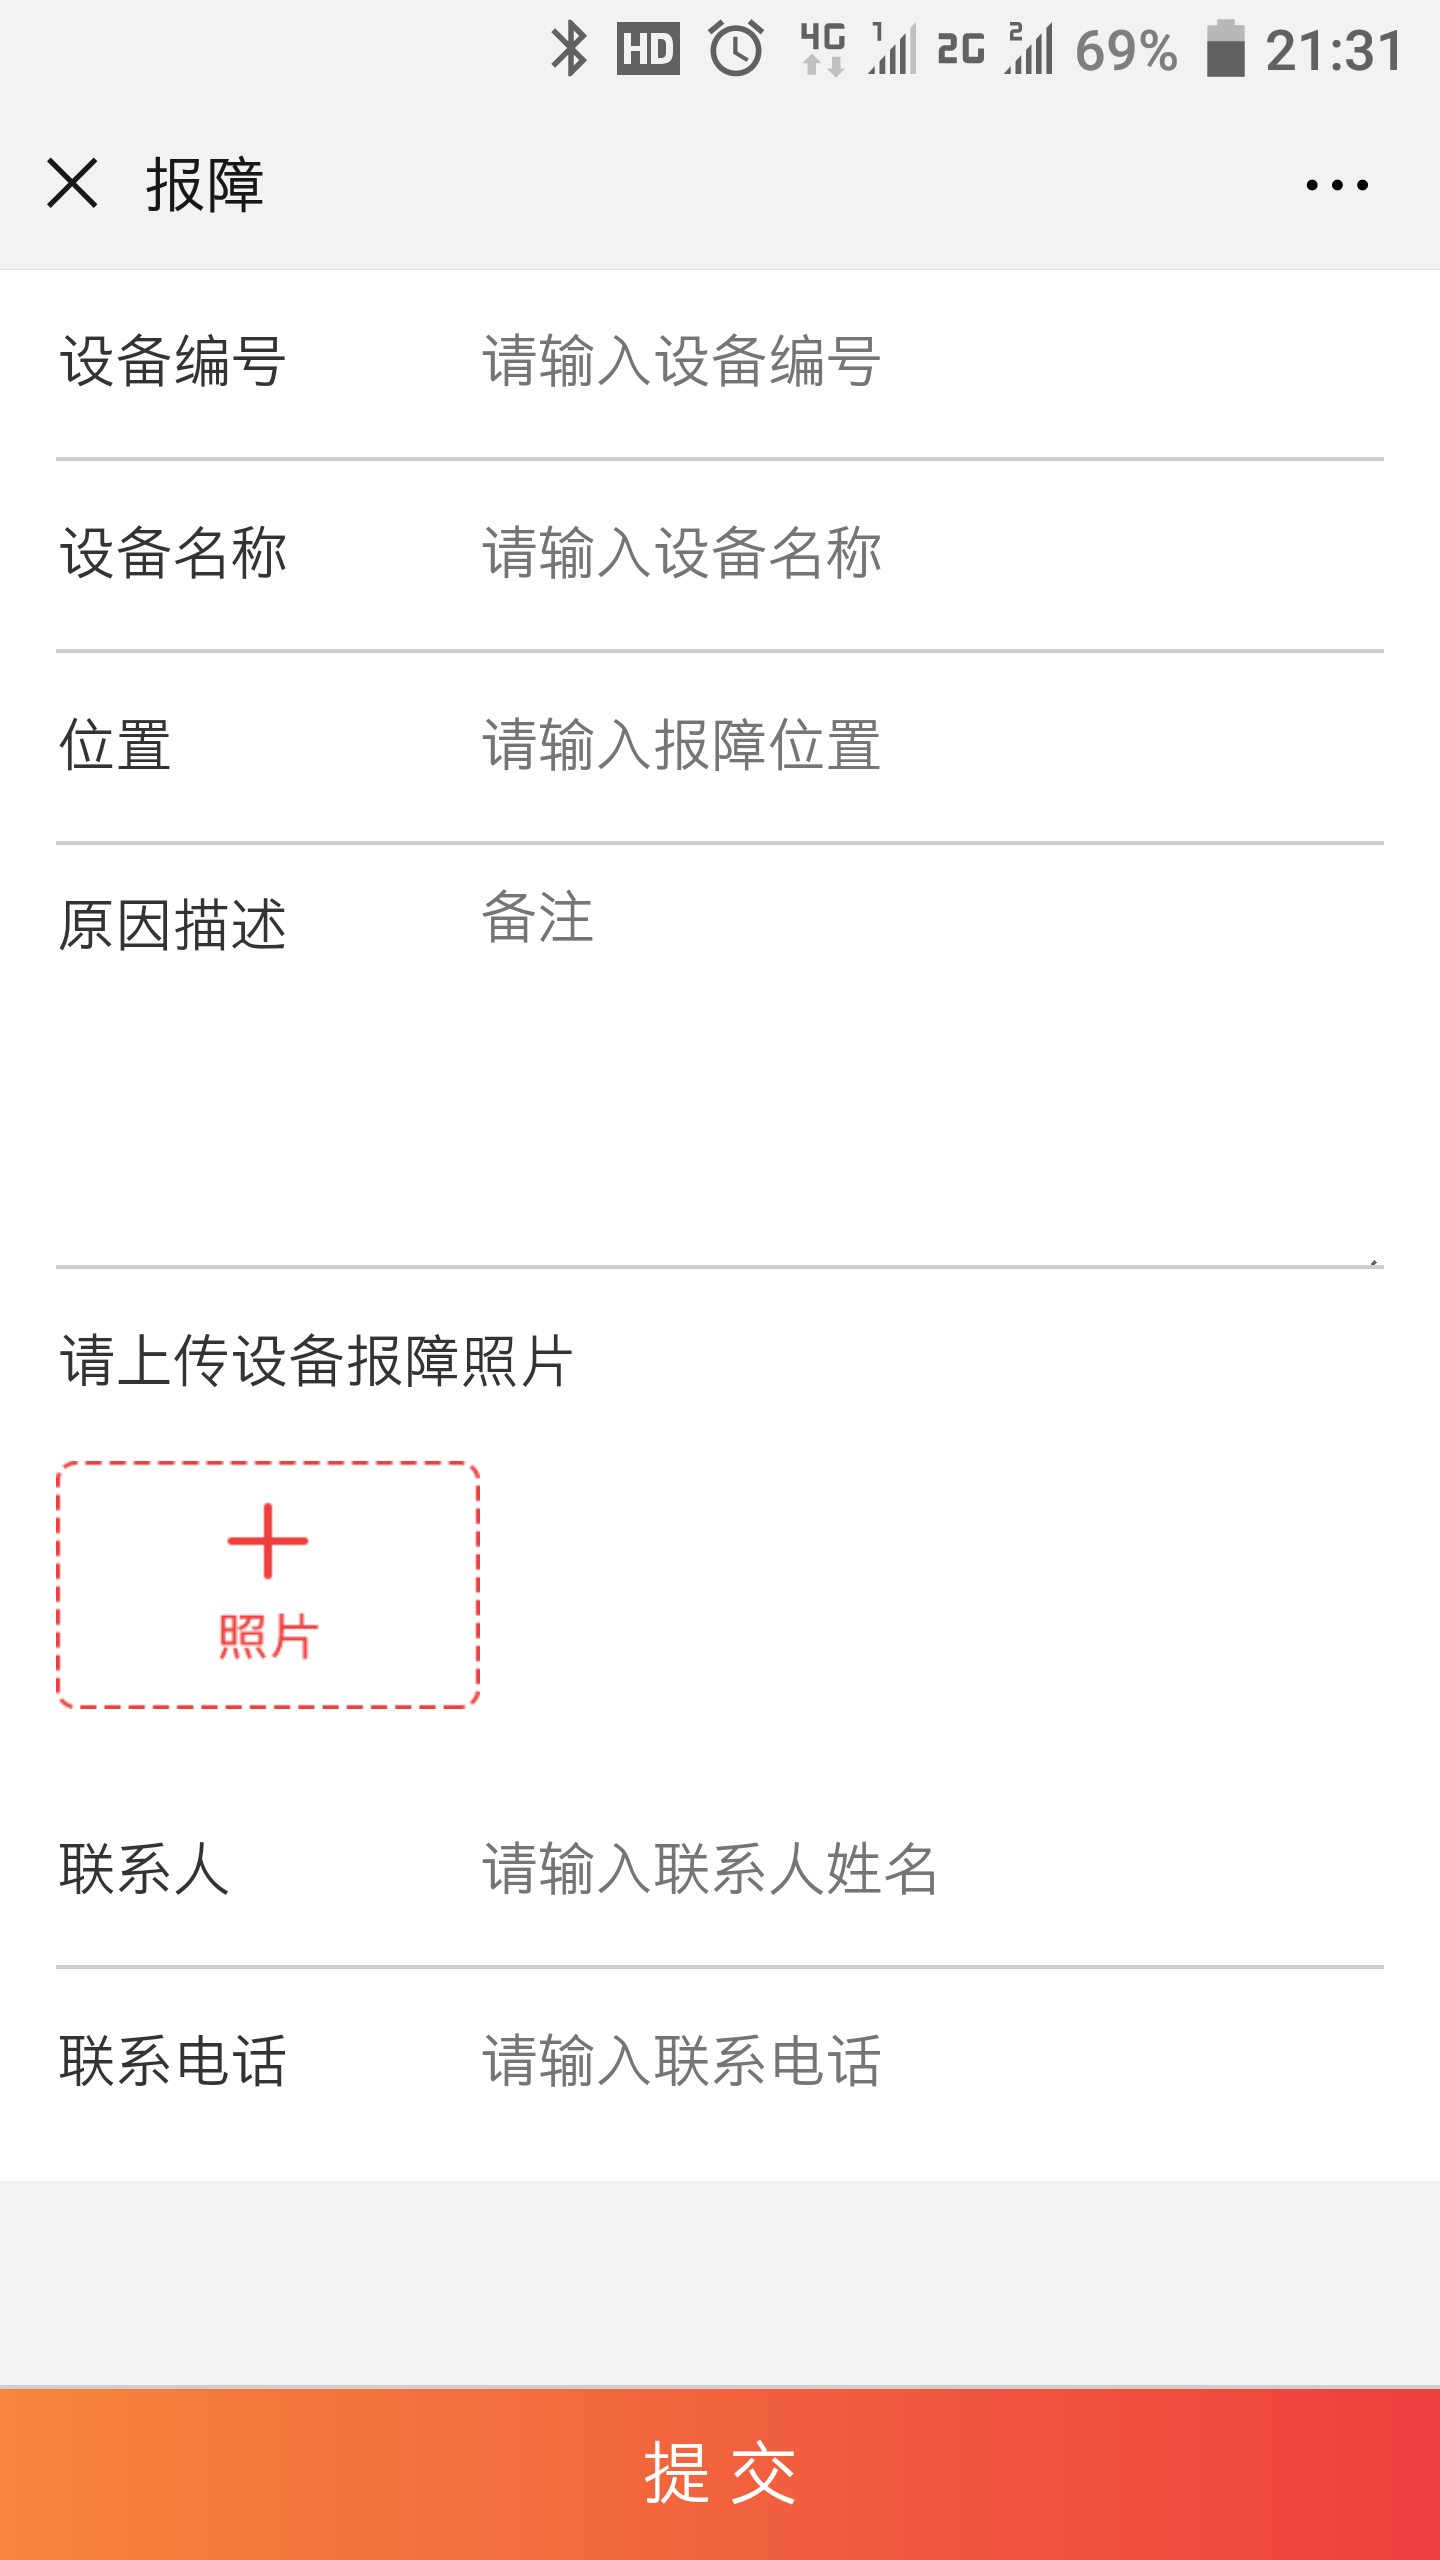 HD 4G 1 2G 2 69% 21:31
报障
设备编号 请输入设备编号
设备名称 请输入设备名称
位置 请输入报障位置
原因描述 备注
请上传设备报障照片
照片
联系人 请输入联系人姓名
联系电话 请输入联系电话
提交